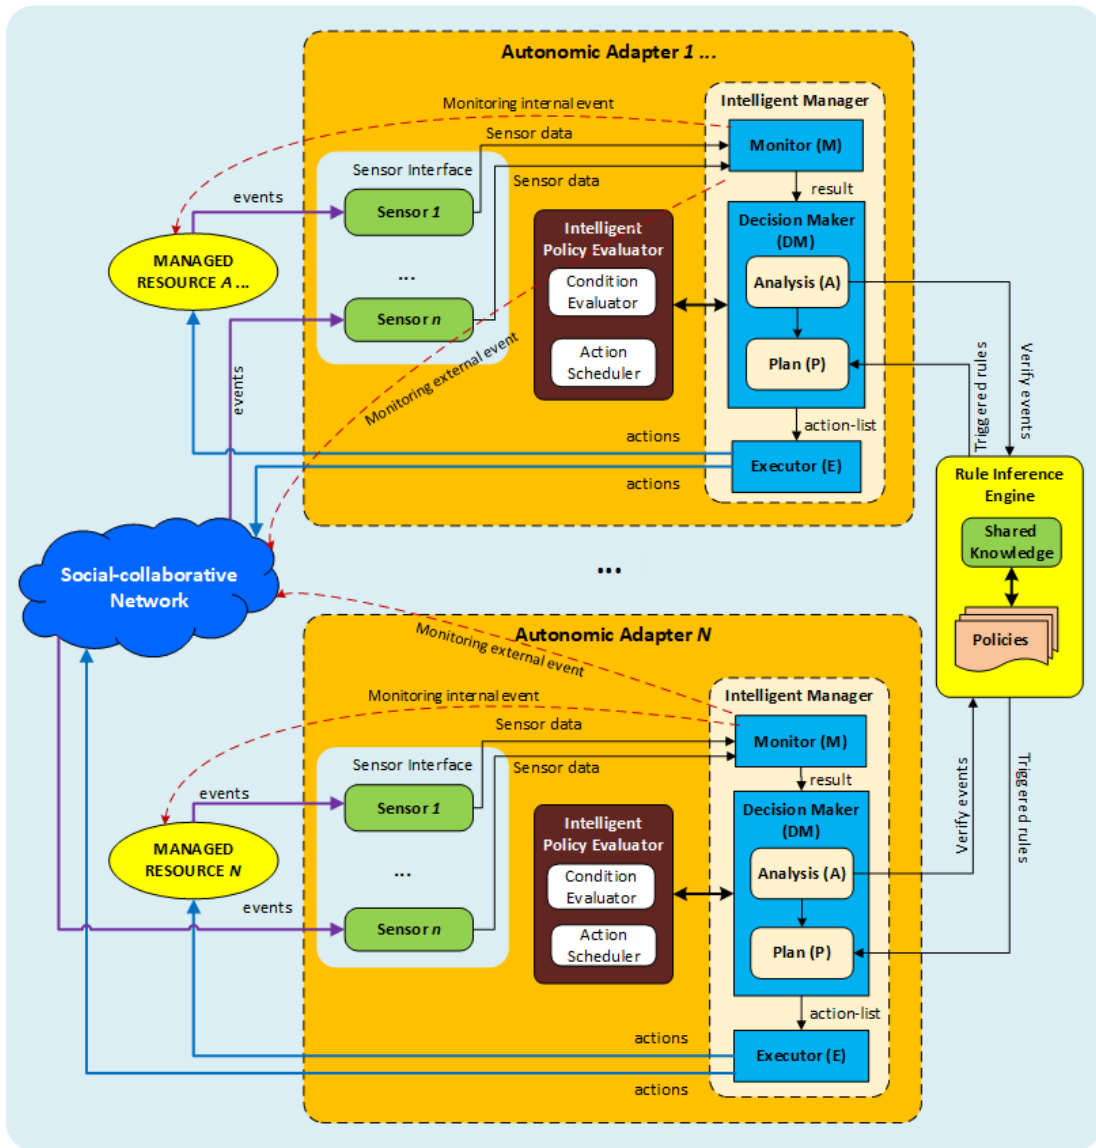 Autonomic Adapter 1 ...
Monitoring internal event
Intelligent Manager
Sensor data
Monitor (M)
Sensor Interface
Sensor data
result
events
Sensor 1
Intelligent
Policy Evaluator
Decision Maker
(DM)
MANAGED
RESOURCE A ...
...
Condition
Evaluator
Analysis (A)
Sensor n
Action
Scheduler
Plan (P)
Monitoring external event
events
Triggered rules
Verify events
action-list
actions
Executor (E)
actions
Rule Inference
Engine
Shared
Knowledge
Policies
Social-collaborative
Network
...
Autonomic Adapter N
Monitoring external event
Monitoring internal event
Intelligent Manager
Sensor data
Monitor (M)
Sensor Interface
Sensor data
result
events
Sensor 1
Intelligent
Policy Evaluator
Decision Maker
(DM)
MANAGED
RESOURCE N
...
Condition
Evaluator
Analysis (A)
events
Sensor n
Action
Scheduler
Plan (P)
Verify events
Triggered rules
action-list
actions
Executor (E)
actions